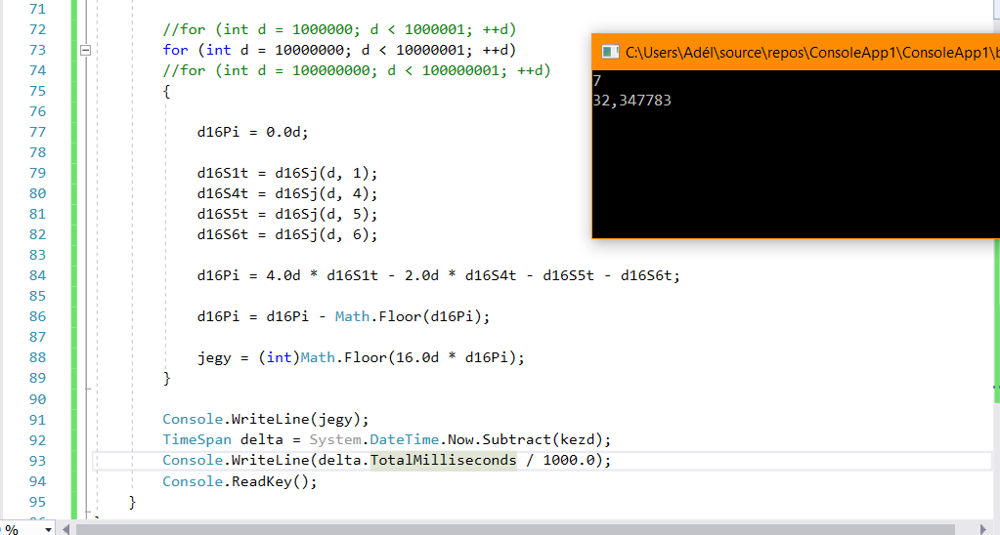 71
72 //for (int d = 1000000; d < 1000001; ++d)
73 for (int d = 10000000; d < 10000001; ++d)
74 //for (int d = 100000000; d < 100000001; ++d)
75 {
76
77 d16Pi = 0.0d;
78
79 d16S1t = d16Sj(d, 1);
80 d16S4t = d16Sj(d, 4);
81 d16S5t = d16Sj(d, 5);
82 d16S6t = d16Sj(d, 6);
83
84 d16Pi = 4.0d * d16S1t - 2.0d * d16S4t - d16S5t - d16S6t;
85
86 d16Pi = d16Pi - Math.Floor(d16Pi);
87
88 jegy = (int)Math.Floor(16.0d * d16Pi);
89 }
90
91 Console.WriteLine(jegy);
92 TimeSpan delta = System.DateTime.Now.Subtract(kezd);
93 Console.WriteLine(delta.TotalMilliseconds / 1000.0);
94 Console.ReadKey();
95 }
%
C:\Users\Adél\source\repos\ConsoleApp1\ConsoleApp1\b
7
32,347783